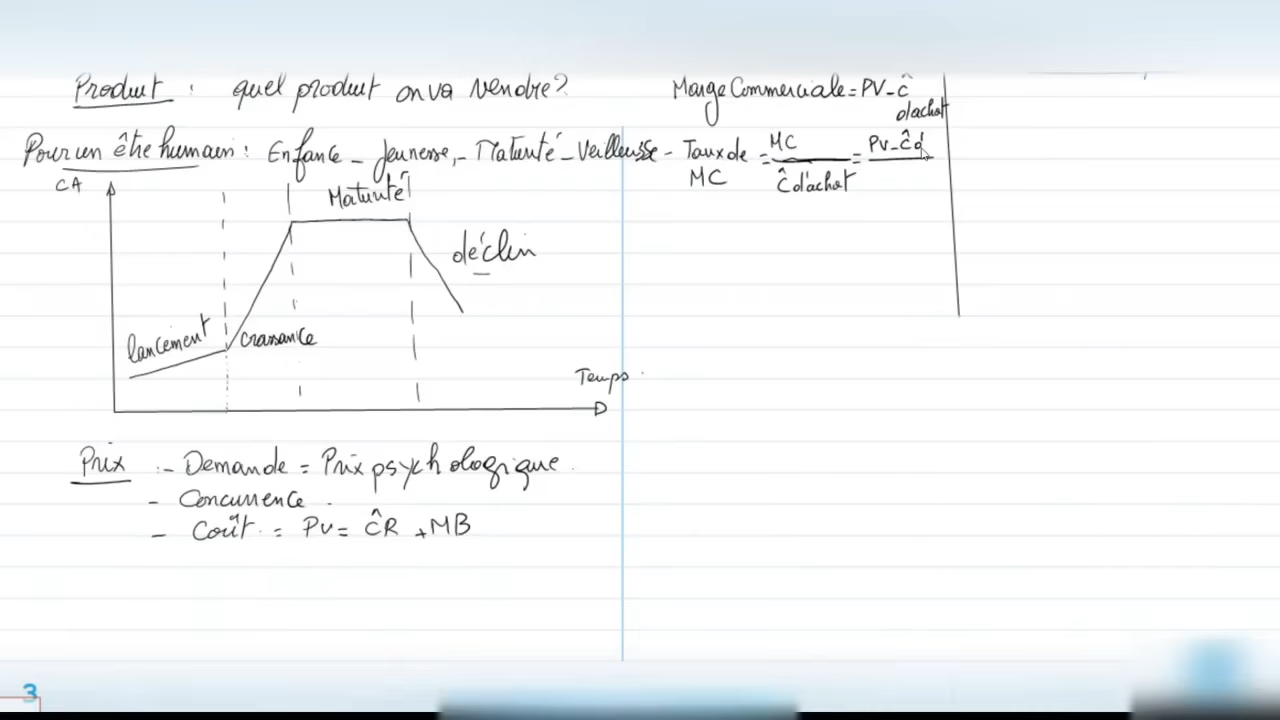 Produit : quel produit on va vendre?
Pour un être humain : Enfance - Jeunesse, - Maturité - Veillesse -
CA
Maturité
déclin
lancement
croissance
Temps
Prix :- Demande = Prix psychologique.
- Concurrence.
- Coût. = PV = ĈR + MB
Marge Commerciale = PV - ĉ
d'achat
Taux de MC = MC / Ĉ d'achat = PV - Ĉd
3